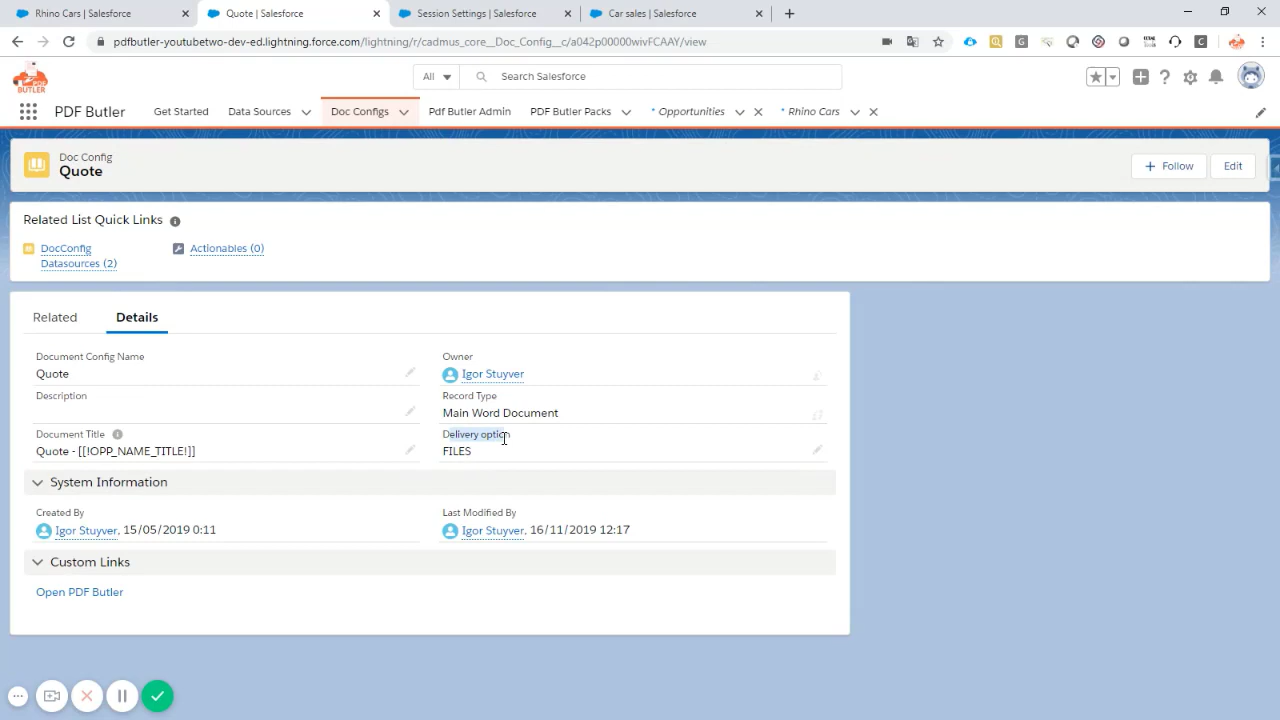 Rhino Cars | Salesforce
Quote | Salesforce
Session Settings | Salesforce
Car sales | Salesforce
pdfbutler-youtubetwo-dev-ed.lightning.force.com/lightning/r/cadmus_core__Doc_Config__c/a042p00000wivFCAAY/view
BUTLER
All
Search Salesforce
PDF Butler
Get Started
Data Sources
Doc Configs
Pdf Butler Admin
PDF Butler Packs
* Opportunities
* Rhino Cars
Doc Config
Quote
+ Follow
Edit
Related List Quick Links
DocConfig
Datasources (2)
Actionables (0)
Related
Details
Document Config Name
Quote
Owner
Igor Stuyver
Description
Record Type
Main Word Document
Document Title
Quote - [[!OPP_NAME_TITLE!]]
Delivery option
FILES
System Information
Created By
Igor Stuyver, 15/05/2019 0:11
Last Modified By
Igor Stuyver, 16/11/2019 12:17
Custom Links
Open PDF Butler